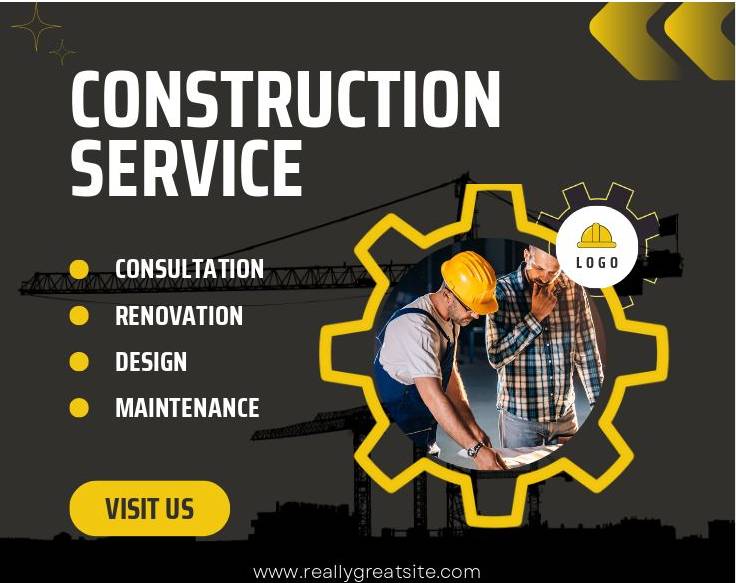 CONSTRUCTION
SERVICE
LOGO
CONSULTATION
RENOVATION
DESIGN
MAINTENANCE
VISIT US
www.reallygreatsite.com